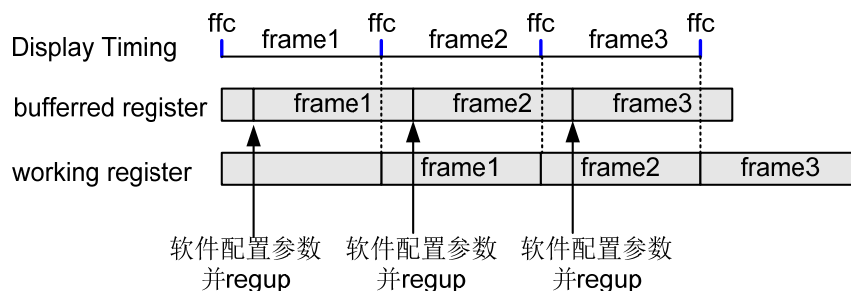 ffc ffc ffc ffc
Display Timing frame1 frame2 frame3
bufferred register frame1 frame2 frame3
working register frame1 frame2 frame3
软件配置参数 软件配置参数 软件配置参数
并regup 并regup 并regup